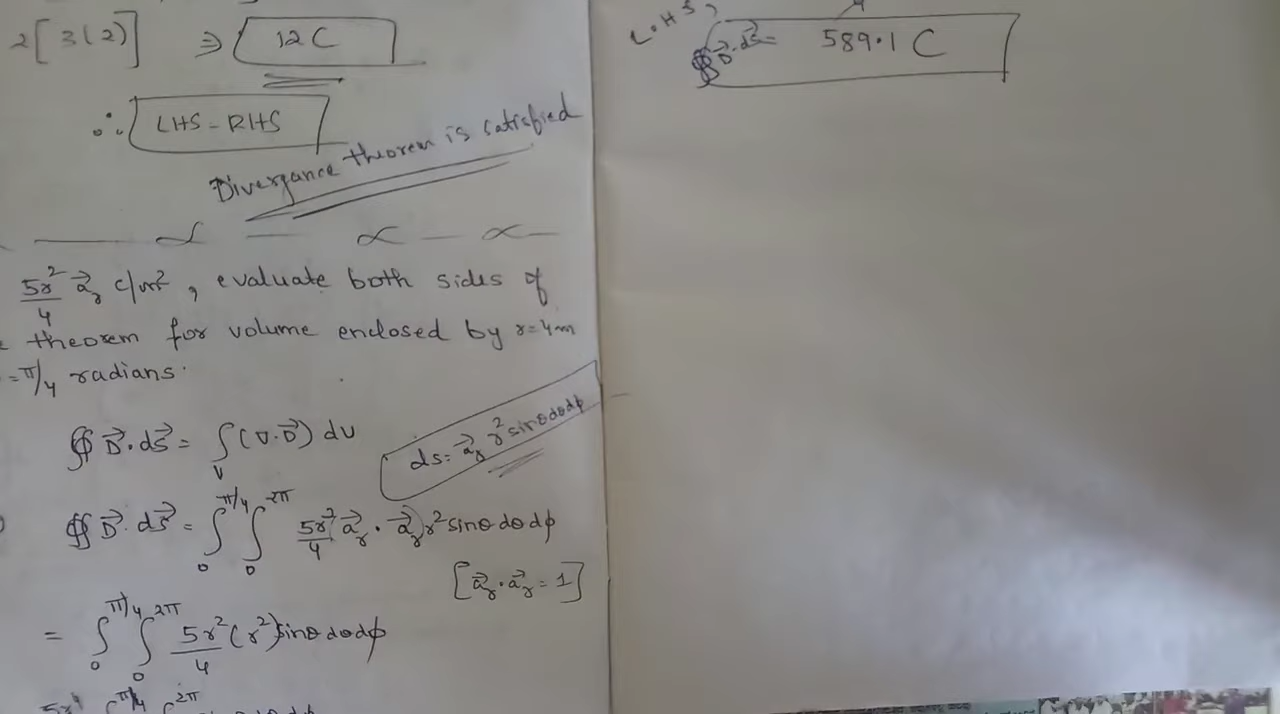 2[3(2)] ⇒ 12 C
∴ LHS = RHS
Divergance theorem is satisfied
5r²/4 a⃗r c/m², evaluate both sides of
theorem for volume enclosed by r=4m
=π/4 radians.
∯ D⃗·ds⃗ = ∫v (∇·D⃗) dv
ds = a⃗r r² sinθ dθ dϕ
∯ D⃗·ds⃗ = ∫₀^π/4 ∫₀^2π 5r²/4 a⃗r · a⃗r) r² sinθ dθ dϕ
[a⃗r · a⃗r = 1]
= ∫₀^π/4 ∫₀^2π 5r²/4 (r²) sinθ dθ dϕ
5r⁴ ∫^π/4 ∫^2π
L.H.S,
∯ D⃗·ds⃗ = 589.1 C